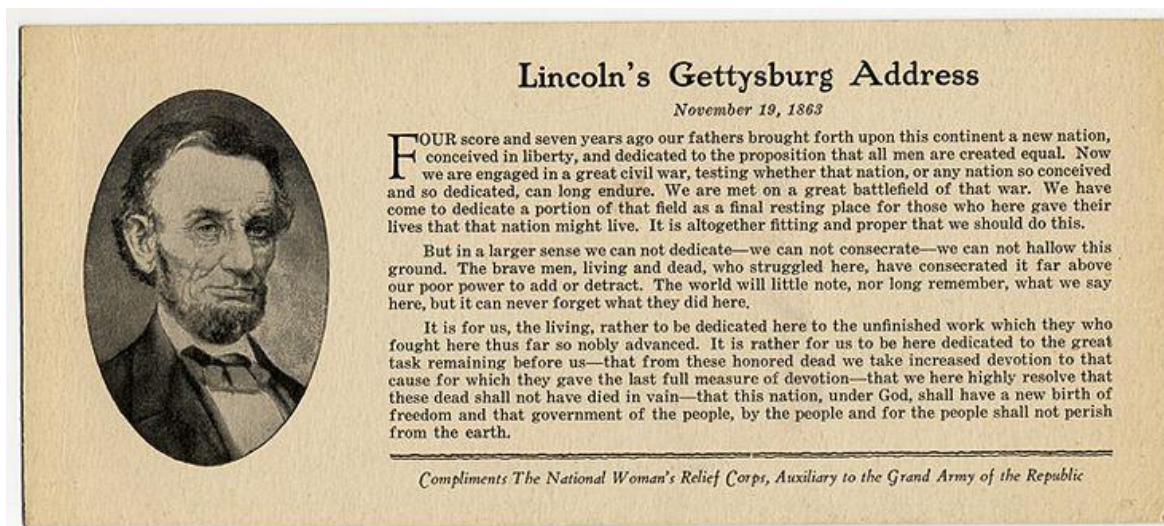 Lincoln's Gettysburg Address
November 19, 1863
FOUR score and seven years ago our fathers brought forth upon this continent a new nation,
conceived in liberty, and dedicated to the proposition that all men are created equal. Now
we are engaged in a great civil war, testing whether that nation, or any nation so conceived
and so dedicated, can long endure. We are met on a great battlefield of that war. We have
come to dedicate a portion of that field as a final resting place for those who here gave their
lives that that nation might live. It is altogether fitting and proper that we should do this.
But in a larger sense we can not dedicate—we can not consecrate—we can not hallow this
ground. The brave men, living and dead, who struggled here, have consecrated it far above
our poor power to add or detract. The world will little note, nor long remember, what we say
here, but it can never forget what they did here.
It is for us, the living, rather to be dedicated here to the unfinished work which they who
fought here thus far so nobly advanced. It is rather for us to be here dedicated to the great
task remaining before us—that from these honored dead we take increased devotion to that
cause for which they gave the last full measure of devotion—that we here highly resolve that
these dead shall not have died in vain—that this nation, under God, shall have a new birth of
freedom and that government of the people, by the people and for the people shall not perish
from the earth.
Compliments The National Woman's Relief Corps, Auxiliary to the Grand Army of the Republic